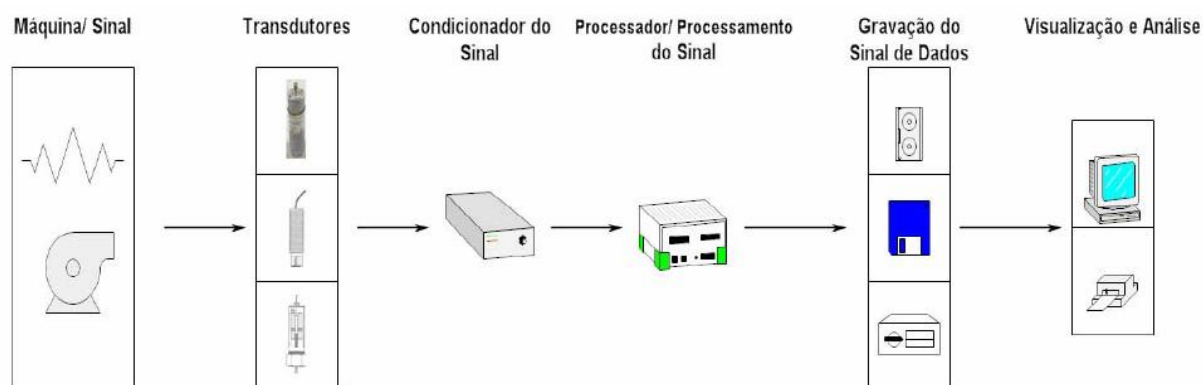 Máquina/ Sinal
Transdutores
Condicionador do
Sinal
Processador/ Processamento
do Sinal
Gravação do
Sinal de Dados
Visualização e Análise